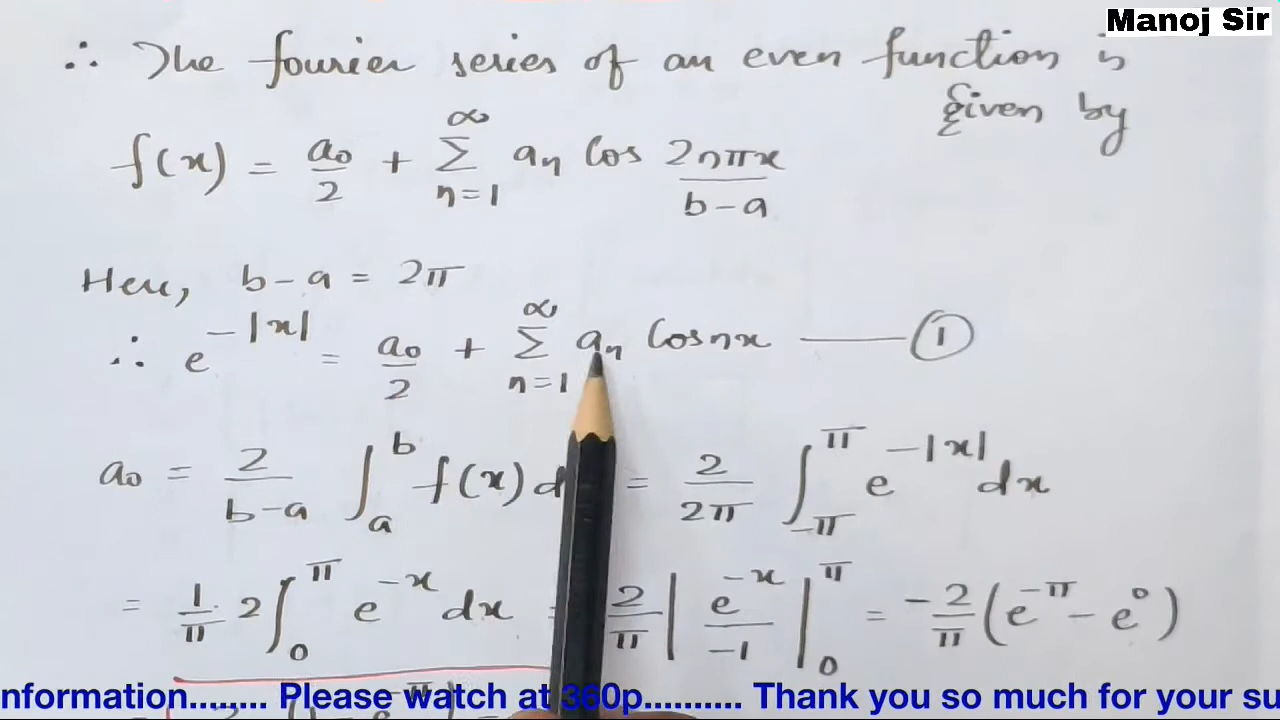 Manoj Sir
∴ The fourier series of an even function is
given by
f(x) = a₀/2 + Σ_{n=1}^{∞} aₙ Cos 2nπx/(b-a)
Here, b-a = 2π
∴ e^{-|x|} = a₀/2 + Σ_{n=1}^{∞} aₙ Cosnx —— ①
a₀ = 2/(b-a) ∫_a^b f(x) d = 2/2π ∫_{-π}^{π} e^{-|x|} dx
= 1/π · 2 ∫_0^π e^{-x} dx = 2/π | e^{-x}/-1 |_0^π = -2/π (e^{-π} - e^0)
nformation........ Please watch at 360p.......... Thank you so much for your su